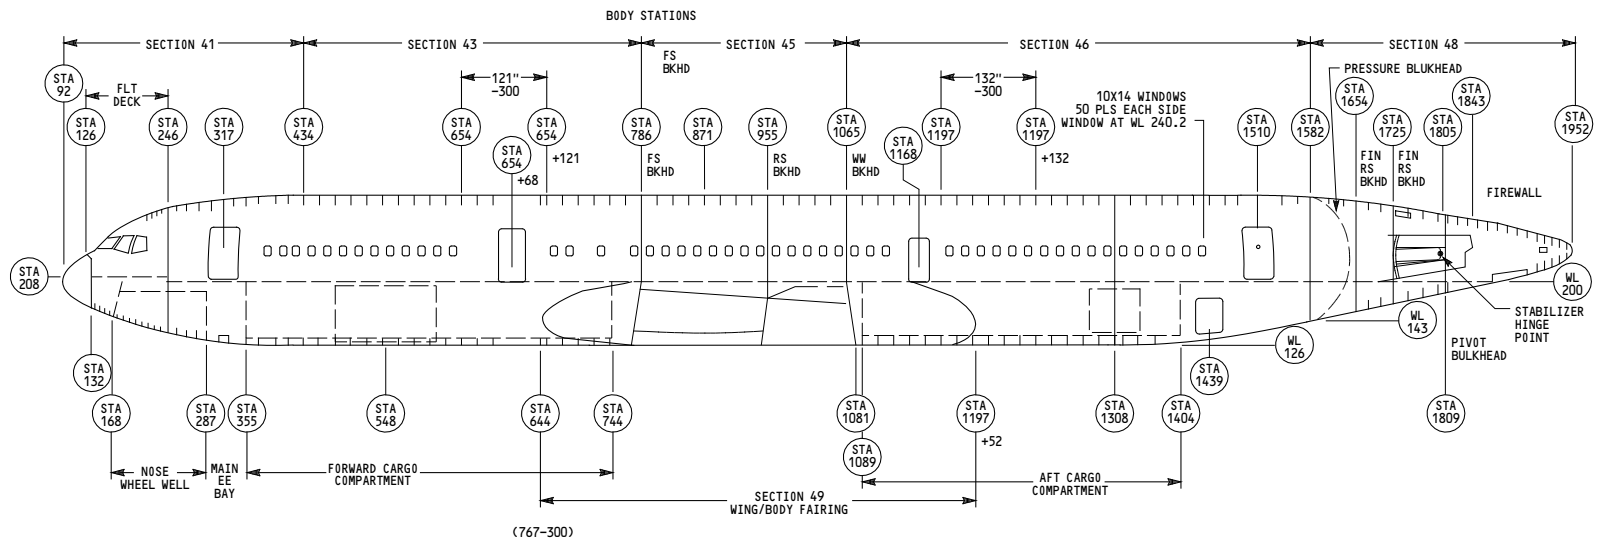 BODY STATIONS
SECTION 41
SECTION 43
SECTION 45
SECTION 46
SECTION 48
FS
BKHD
PRESSURE BLUKHEAD
STA
92
FLT
DECK
121"
-300
132"
-300
10X14 WINDOWS
50 PLS EACH SIDE
WINDOW AT WL 240.2
STA
1654
STA
1843
STA
126
STA
246
STA
317
STA
434
STA
654
STA
654
+68
STA
654
+121
STA
786
FS
BKHD
STA
871
STA
955
RS
BKHD
STA
1065
WW
BKHD
STA
1168
STA
1197
STA
1197
+132
STA
1510
STA
1582
FIN
RS
BKHD
STA
1725
FIN
RS
BKHD
STA
1805
STA
1952
FIREWALL
STA
208
WL
200
WL
143
STABILIZER
HINGE
POINT
WL
126
PIVOT
BULKHEAD
STA
132
STA
1439
STA
168
STA
287
STA
355
STA
548
STA
644
STA
744
STA
1081
STA
1089
STA
1197
+52
STA
1308
STA
1404
STA
1809
NOSE
WHEEL WELL
MAIN
EE
BAY
FORWARD CARGO
COMPARTMENT
AFT CARGO
COMPARTMENT
SECTION 49
WING/BODY FAIRING
(767-300)